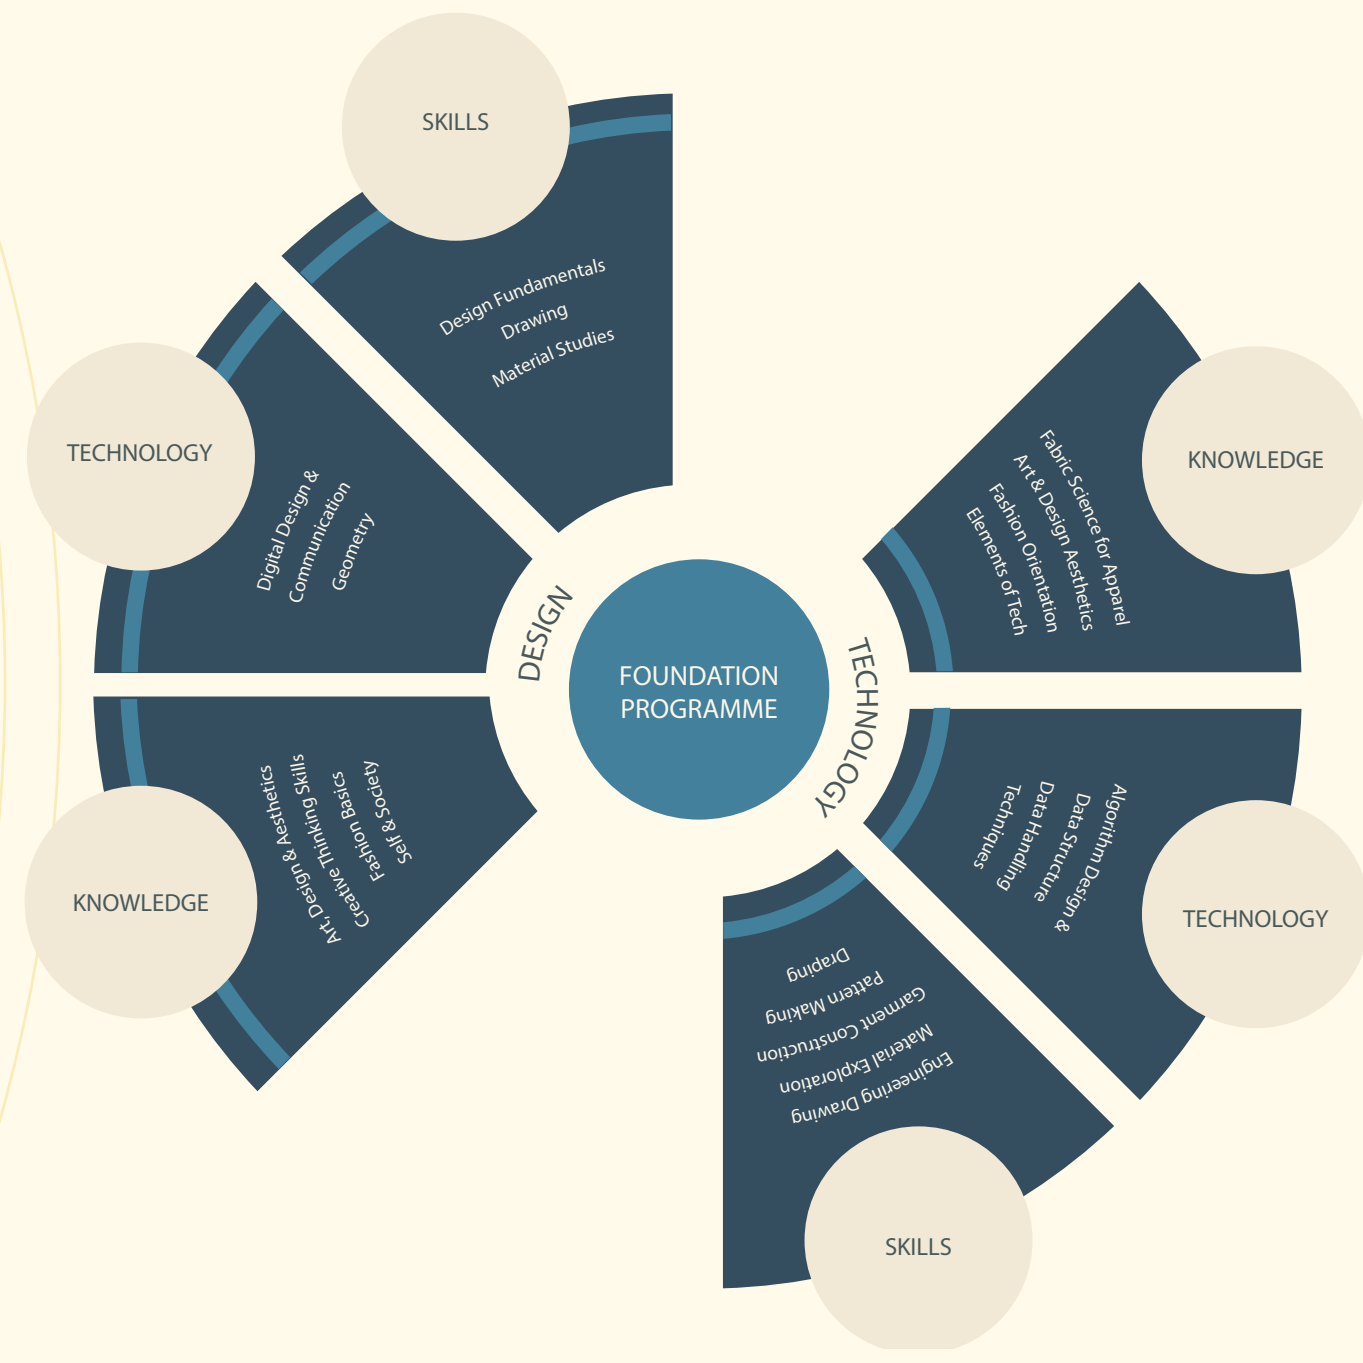 SKILLS
Design Fundamentals
Drawing
Material Studies
TECHNOLOGY
Digital Design &
Communication
Geometry
KNOWLEDGE
Art, Design & Aesthetics
Creative Thinking Skills
Fashion Basics
Self & Society
DESIGN
FOUNDATION
PROGRAMME
TECHNOLOGY
KNOWLEDGE
Fabric Science for Apparel
Art & Design Aesthetics
Fashion Orientation
Elements of Tech
TECHNOLOGY
Algorithm Design &
Data Structure
Data Handling
Techniques
SKILLS
Engineering Drawing
Material Exploration
Garment Construction
Pattern Making
Draping